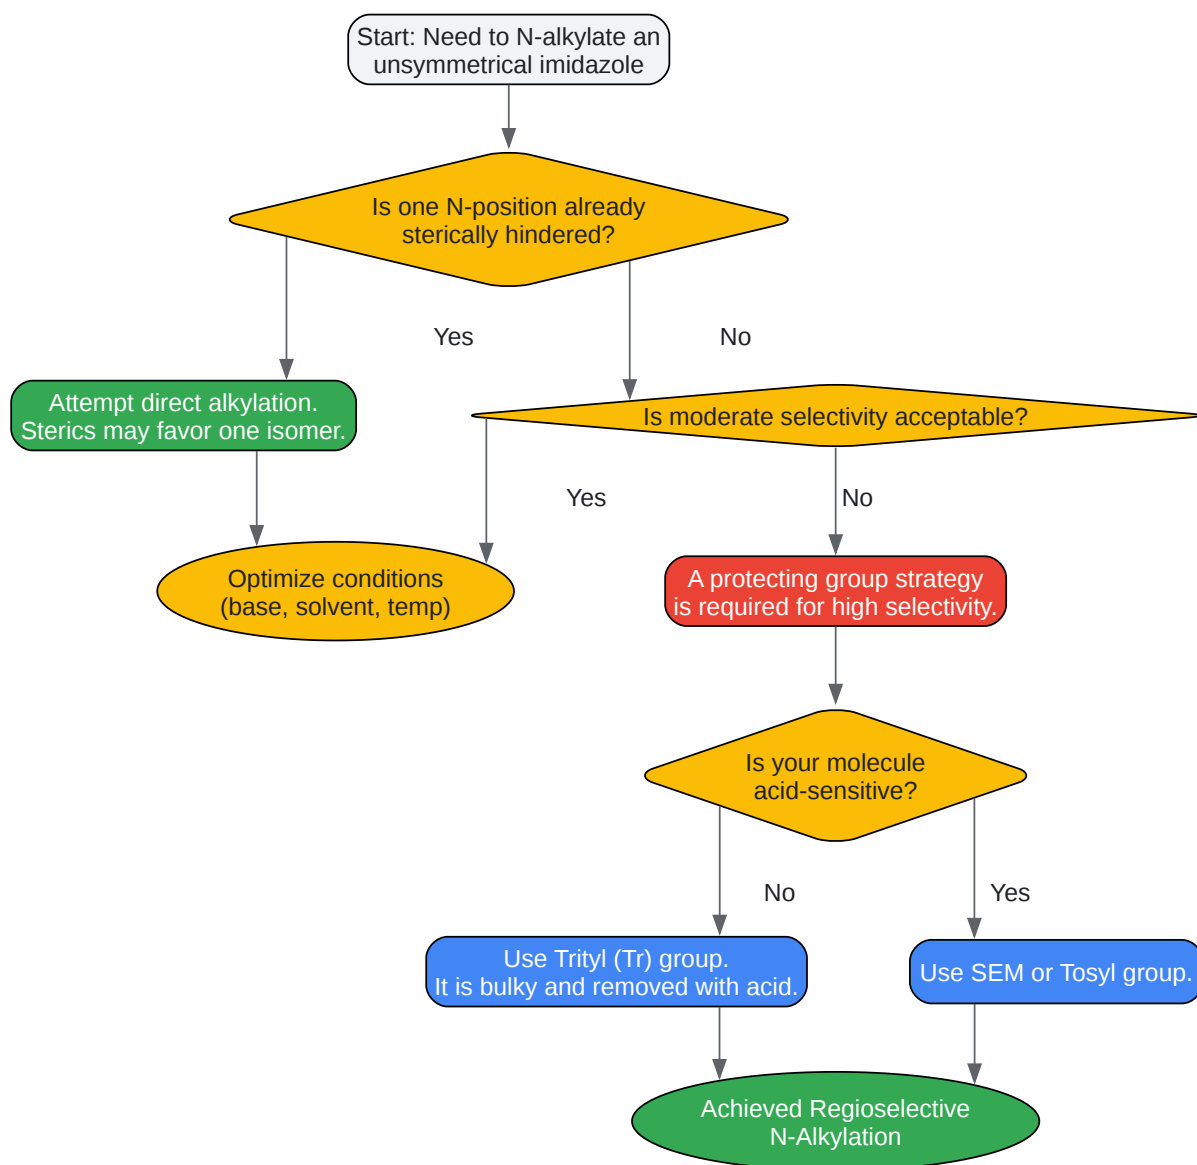 Start: Need to N-alkylate an
unsymmetrical imidazole
Is one N-position already
sterically hindered?
Yes
No
Attempt direct alkylation.
Sterics may favor one isomer.
Is moderate selectivity acceptable?
Yes
No
Optimize conditions
(base, solvent, temp)
A protecting group strategy
is required for high selectivity.
Is your molecule
acid-sensitive?
No
Yes
Use Trityl (Tr) group.
It is bulky and removed with acid.
Use SEM or Tosyl group.
Achieved Regioselective
N-Alkylation